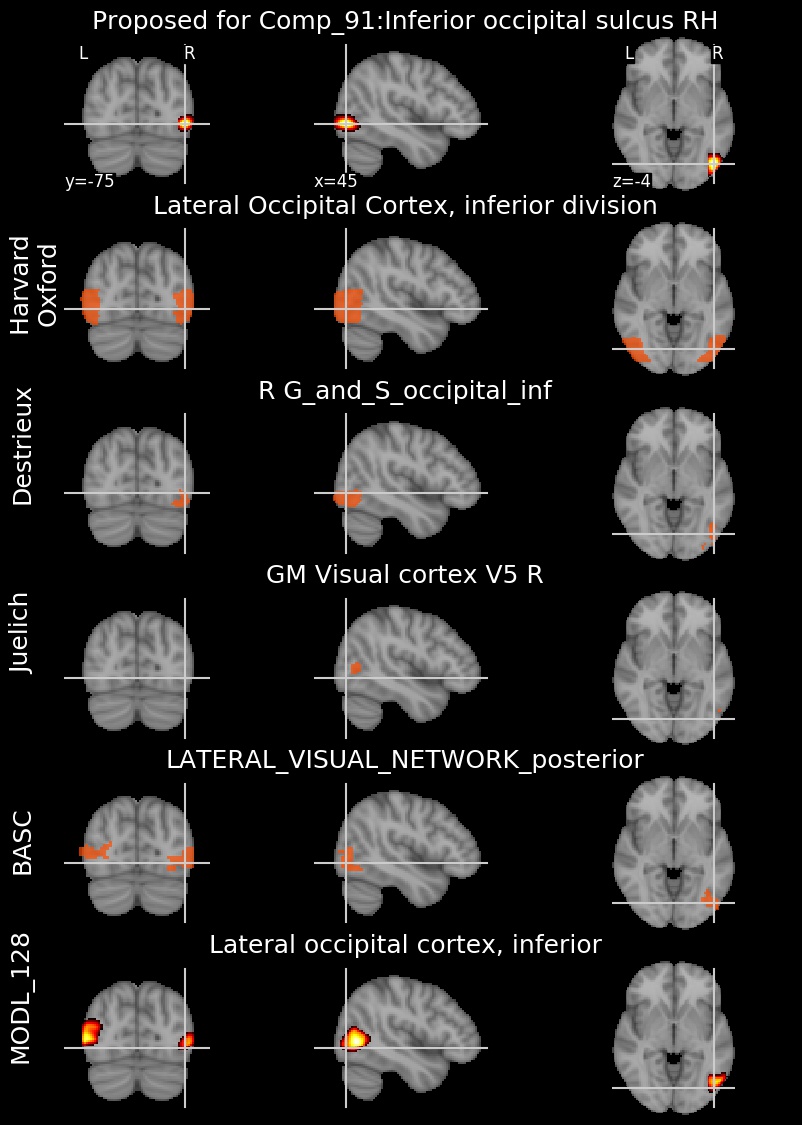 Proposed for Comp_91:Inferior occipital sulcus RH
L R L R
y=-75 x=45 z=-4
Lateral Occipital Cortex, inferior division
Harvard
Oxford
R G_and_S_occipital_inf
Destrieux
GM Visual cortex V5 R
Juelich
LATERAL_VISUAL_NETWORK_posterior
BASC
Lateral occipital cortex, inferior
MODL_128